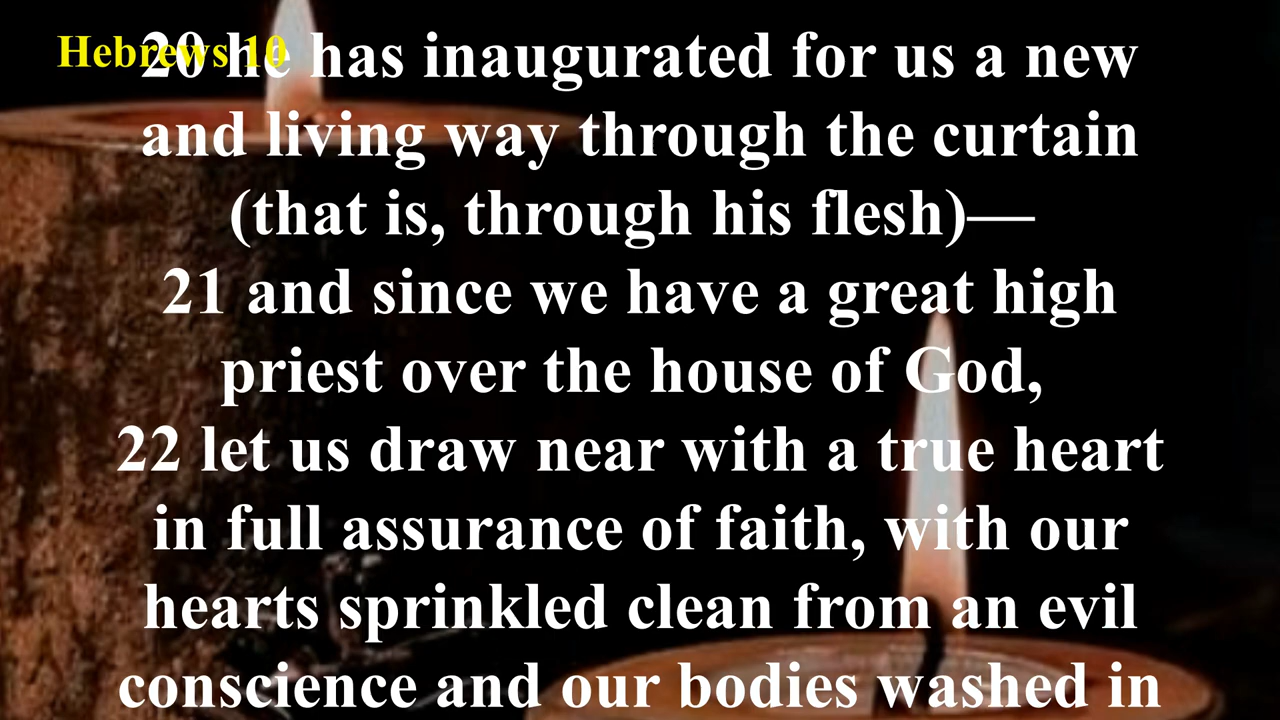 Hebrews 10
20 he has inaugurated for us a new
and living way through the curtain
(that is, through his flesh)—
21 and since we have a great high
priest over the house of God,
22 let us draw near with a true heart
in full assurance of faith, with our
hearts sprinkled clean from an evil
conscience and our bodies washed in